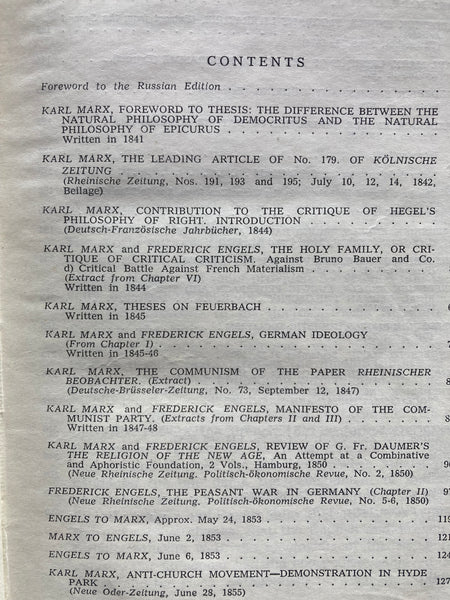 CONTENTS
Foreword to the Russian Edition . . . . . . . . . . . . . . . .
KARL MARX, FOREWORD TO THESIS: THE DIFFERENCE BETWEEN THE
NATURAL PHILOSOPHY OF DEMOCRITUS AND THE NATURAL
PHILOSOPHY OF EPICURUS . . . . . . . . . . . .
Written in 1841
KARL MARX, THE LEADING ARTICLE OF No. 179. OF KÖLNISCHE
ZEITUNG . . . . . . . . . . . . . . . . . . . .
(Rheinische Zeitung, Nos. 191, 193 and 195; July 10, 12, 14, 1842,
Beilage)
KARL MARX, CONTRIBUTION TO THE CRITIQUE OF HEGEL'S
PHILOSOPHY OF RIGHT. INTRODUCTION . . . . . . . .
(Deutsch-Französische Jahrbücher, 1844)
KARL MARX and FREDERICK ENGELS, THE HOLY FAMILY, OR CRI-
TIQUE OF CRITICAL CRITICISM. Against Bruno Bauer and Co.
d) Critical Battle Against French Materialism . . . . . . . .
(Extract from Chapter VI)
Written in 1844
KARL MARX, THESES ON FEUERBACH . . . . . . . . . . . . 6
Written in 1845
KARL MARX and FREDERICK ENGELS, GERMAN IDEOLOGY
(From Chapter I) . . . . . . . . . . . . . . . . . . 7
Written in 1845-46
KARL MARX, THE COMMUNISM OF THE PAPER RHEINISCHER
BEOBACHTER. (Extract) . . . . . . . . . . . . . . . . 8
(Deutsche-Brüsseler-Zeitung, No. 73, September 12, 1847)
KARL MARX and FREDERICK ENGELS, MANIFESTO OF THE COM-
MUNIST PARTY. (Extracts from Chapters II and III) . . . . . . 8
Written in 1847-48
KARL MARX and FREDERICK ENGELS, REVIEW OF G. Fr. DAUMER'S
THE RELIGION OF THE NEW AGE, An Attempt at a Combinative
and Aphoristic Foundation, 2 Vols., Hamburg, 1850 . . . . . . 90
(Neue Rheinische Zeitung. Politisch-ökonomische Revue, No. 2, 1850)
FREDERICK ENGELS, THE PEASANT WAR IN GERMANY (Chapter II) 97
(Neue Rheinische Zeitung. Politisch-ökonomische Revue, No. 5-6, 1850)
ENGELS TO MARX, Approx. May 24, 1853 . . . . . . . . . . .
MARX TO ENGELS, June 2, 1853 . . . . . . . . . . . . . . 121
ENGELS TO MARX, June 6, 1853 . . . . . . . . . . . . . . 124
KARL MARX, ANTI-CHURCH MOVEMENT—DEMONSTRATION IN HYDE
PARK . . . . . . . . . . . . . . . . . . . . . . 127
(Neue Oder-Zeitung, June 28, 1855)